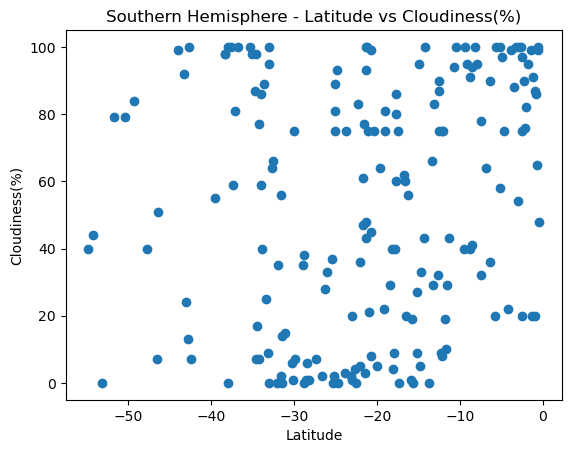 Southern Hemisphere - Latitude vs Cloudiness(%)
100
80
60
40
20
0
Cloudiness(%)
−50 −40 −30 −20 −10 0
Latitude